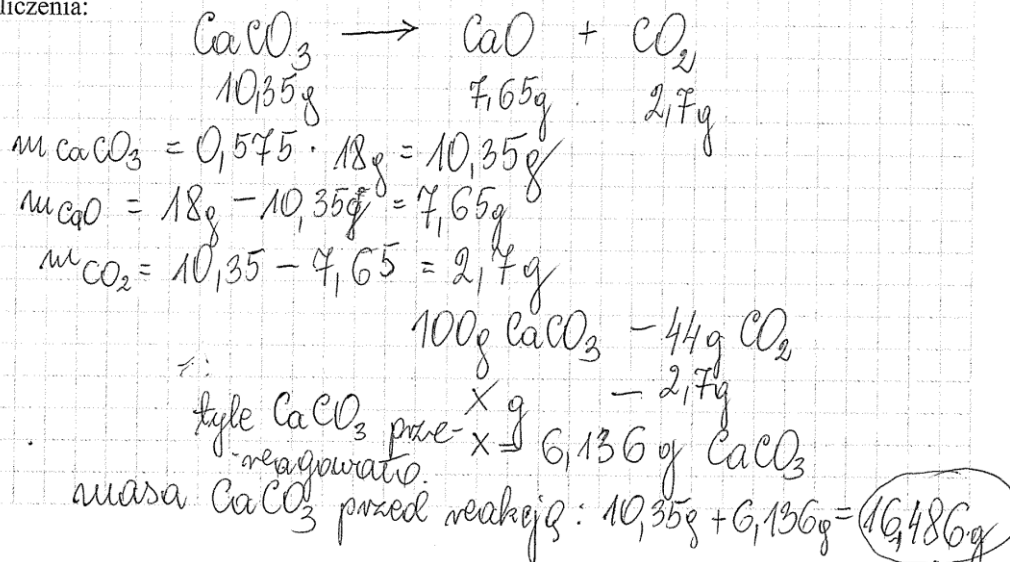 liczenia:
CaCO₃ → CaO + CO₂
10,35g 7,65g 2,7g
m CaCO₃ = 0,575 · 18g = 10,35g
mCaO = 18g − 10,35g = 7,65g
mCO₂ = 10,35 − 7,65 = 2,7g
100g CaCO₃ − 44g CO₂
x g − 2,7g
tyle CaCO₃ prze-
-reagowało. x = 6,136 g CaCO₃
masa CaCO₃ przed reakcją: 10,35g + 6,136g = 16,486g